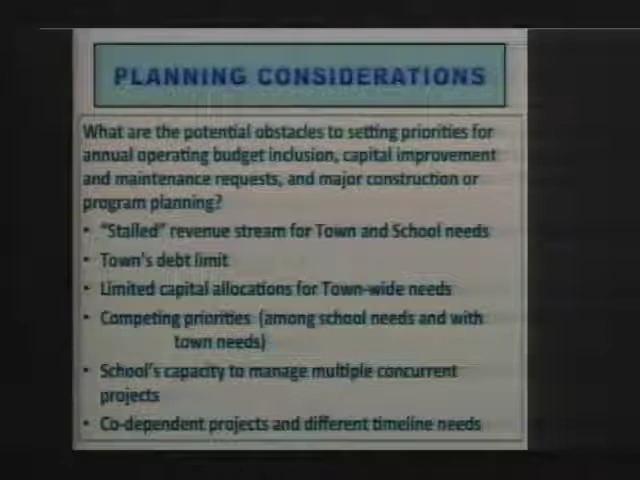 PLANNING CONSIDERATIONS
What are the potential obstacles to setting priorities for
annual operating budget inclusion, capital improvement
and maintenance requests, and major construction or
program planning?
• "Stalled" revenue stream for Town and School needs
• Town's debt limit
• Limited capital allocations for Town-wide needs
• Competing priorities (among school needs and with
town needs)
• School's capacity to manage multiple concurrent
projects
• Co-dependent projects and different timeline needs